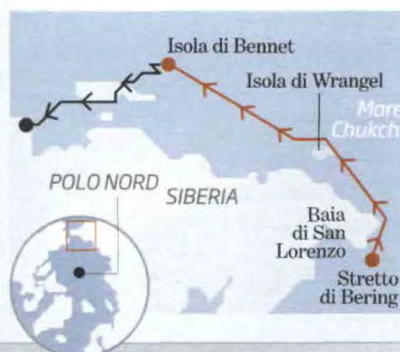 Isola di Bennet
Isola di Wrangel
Mare
Chukch
POLO NORD
SIBERIA
Baia
di San
Lorenzo
Stretto
di Bering